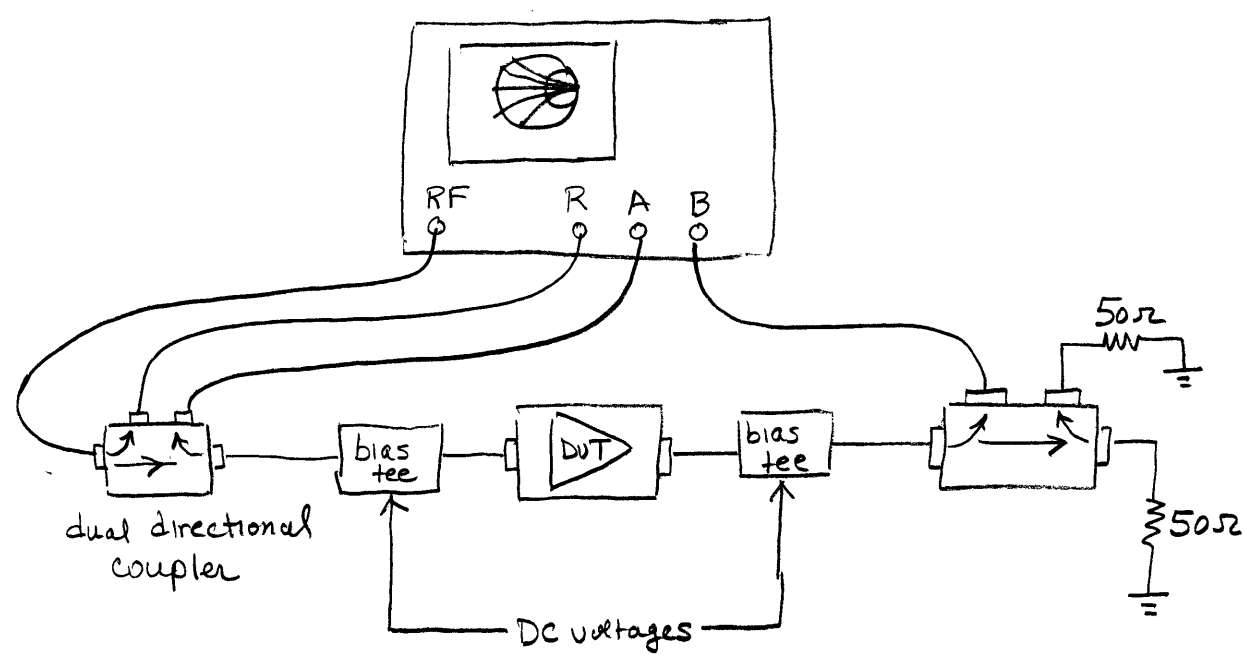 RF R A B
50Ω
bias
tee
DUT
bias
tee
50Ω
dual directional
coupler
DC voltages